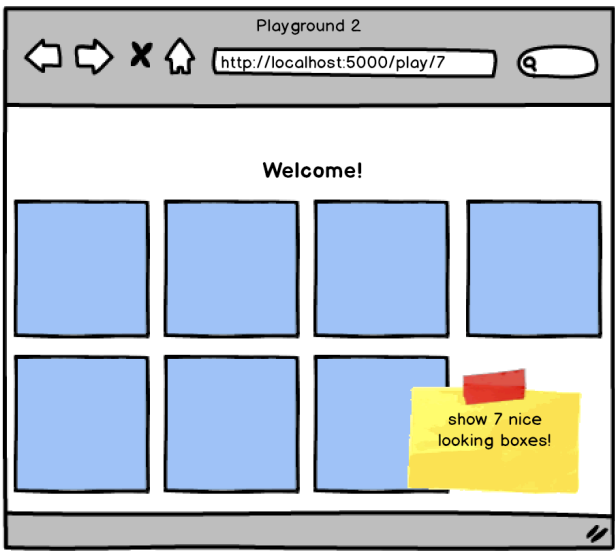 Playground 2
http://localhost:5000/play/7
Welcome!
show 7 nice
looking boxes!